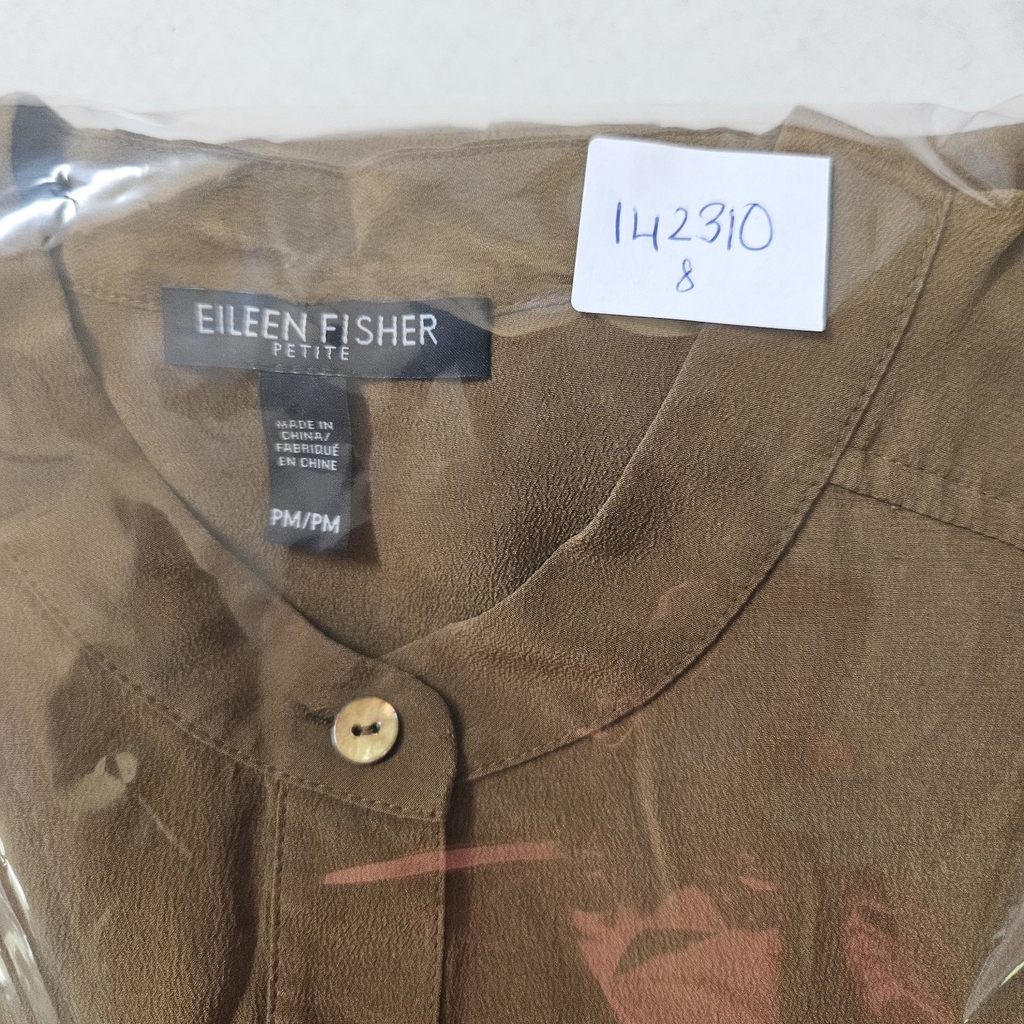 142310
8
EILEEN FISHER
PETITE
MADE IN
CHINA/
FABRIQUÉ
EN CHINE
PM/PM